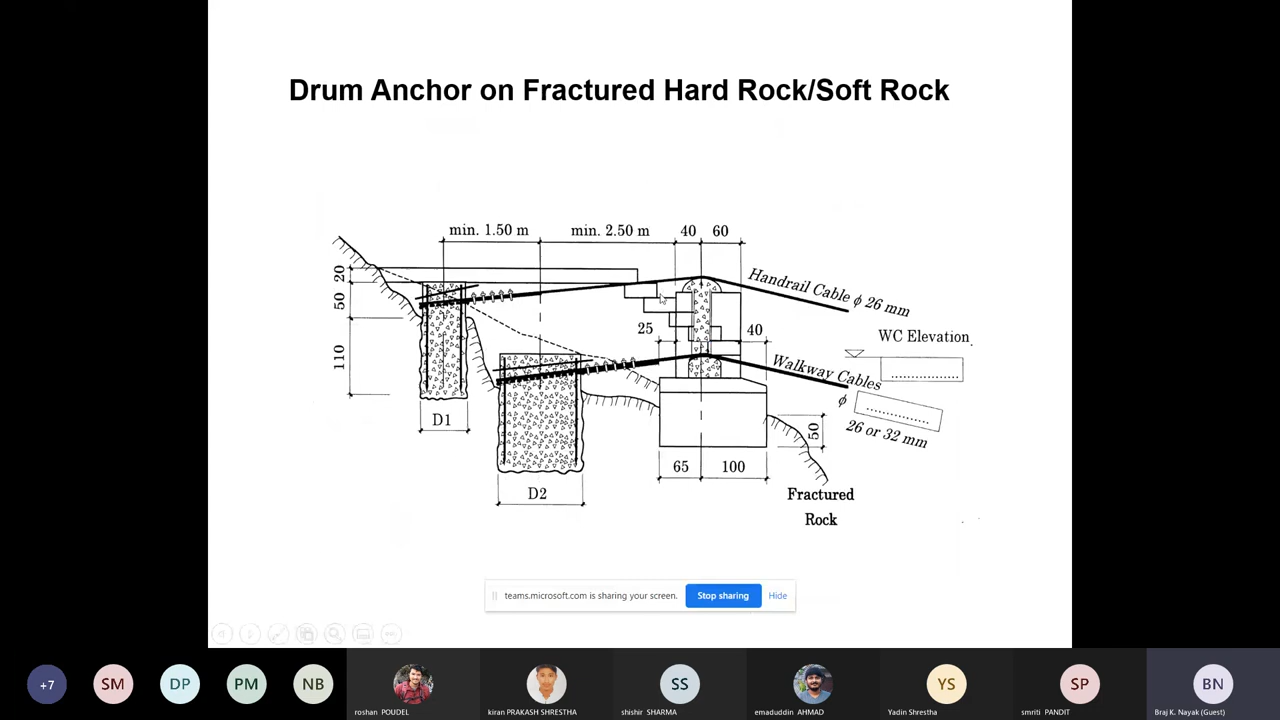 Drum Anchor on Fractured Hard Rock/Soft Rock
min. 1.50 m
min. 2.50 m
40
60
20
50
110
Handrail Cable ϕ 26 mm
25
40
WC Elevation
Walkway Cables
ϕ
26 or 32 mm
D1
50
65
100
D2
Fractured
Rock
teams.microsoft.com is sharing your screen.
Stop sharing
Hide
+7
SM
DP
PM
NB
roshan POUDEL
kiran PRAKASH SHRESTHA
SS
shishir SHARMA
emaduddin AHMAD
YS
Yadin Shrestha
SP
smriti PANDIT
BN
Braj K. Nayak (Guest)